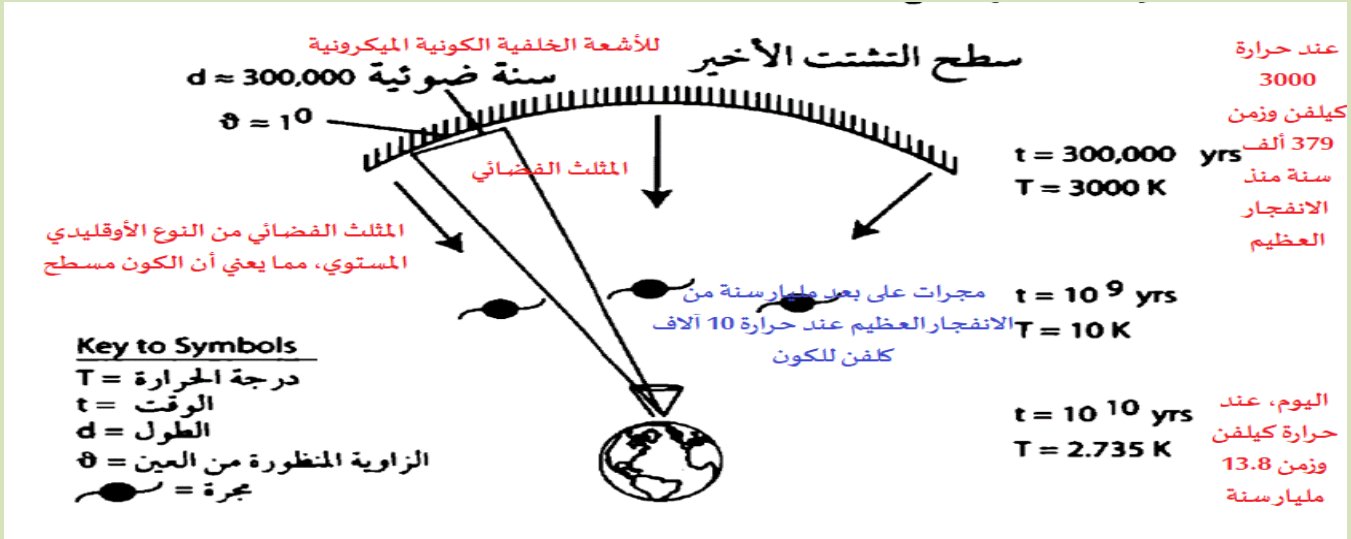 للأشعة الخلفية الكونية الميكرونية
سطح التشتت الأخير
d ≈ 300,000 سنة ضوئية
ϑ ≈ 1⁰
المثلث الفضائي
المثلث الفضائي من النوع الأوقليدي
المستوي، مما يعني أن الكون مسطح
عند حرارة
3000
كيلفن وزمن
379 ألف
سنة منذ
الانفجار
العظيم
t = 300,000 yrs
T = 3000 K
مجرات على بعد مليار سنة من
الانفجار العظيم عند حرارة 10 آلاف
كلفن للكون
t = 10 ⁹ yrs
T = 10 K
Key to Symbols
درجة الحرارة = T
الوقت = t
الطول = d
الزاوية المنظورة من العين = ϑ
مجرة =
t = 10 ¹⁰ yrs
T = 2.735 K
اليوم، عند
حرارة كيلفن
وزمن 13.8
مليار سنة